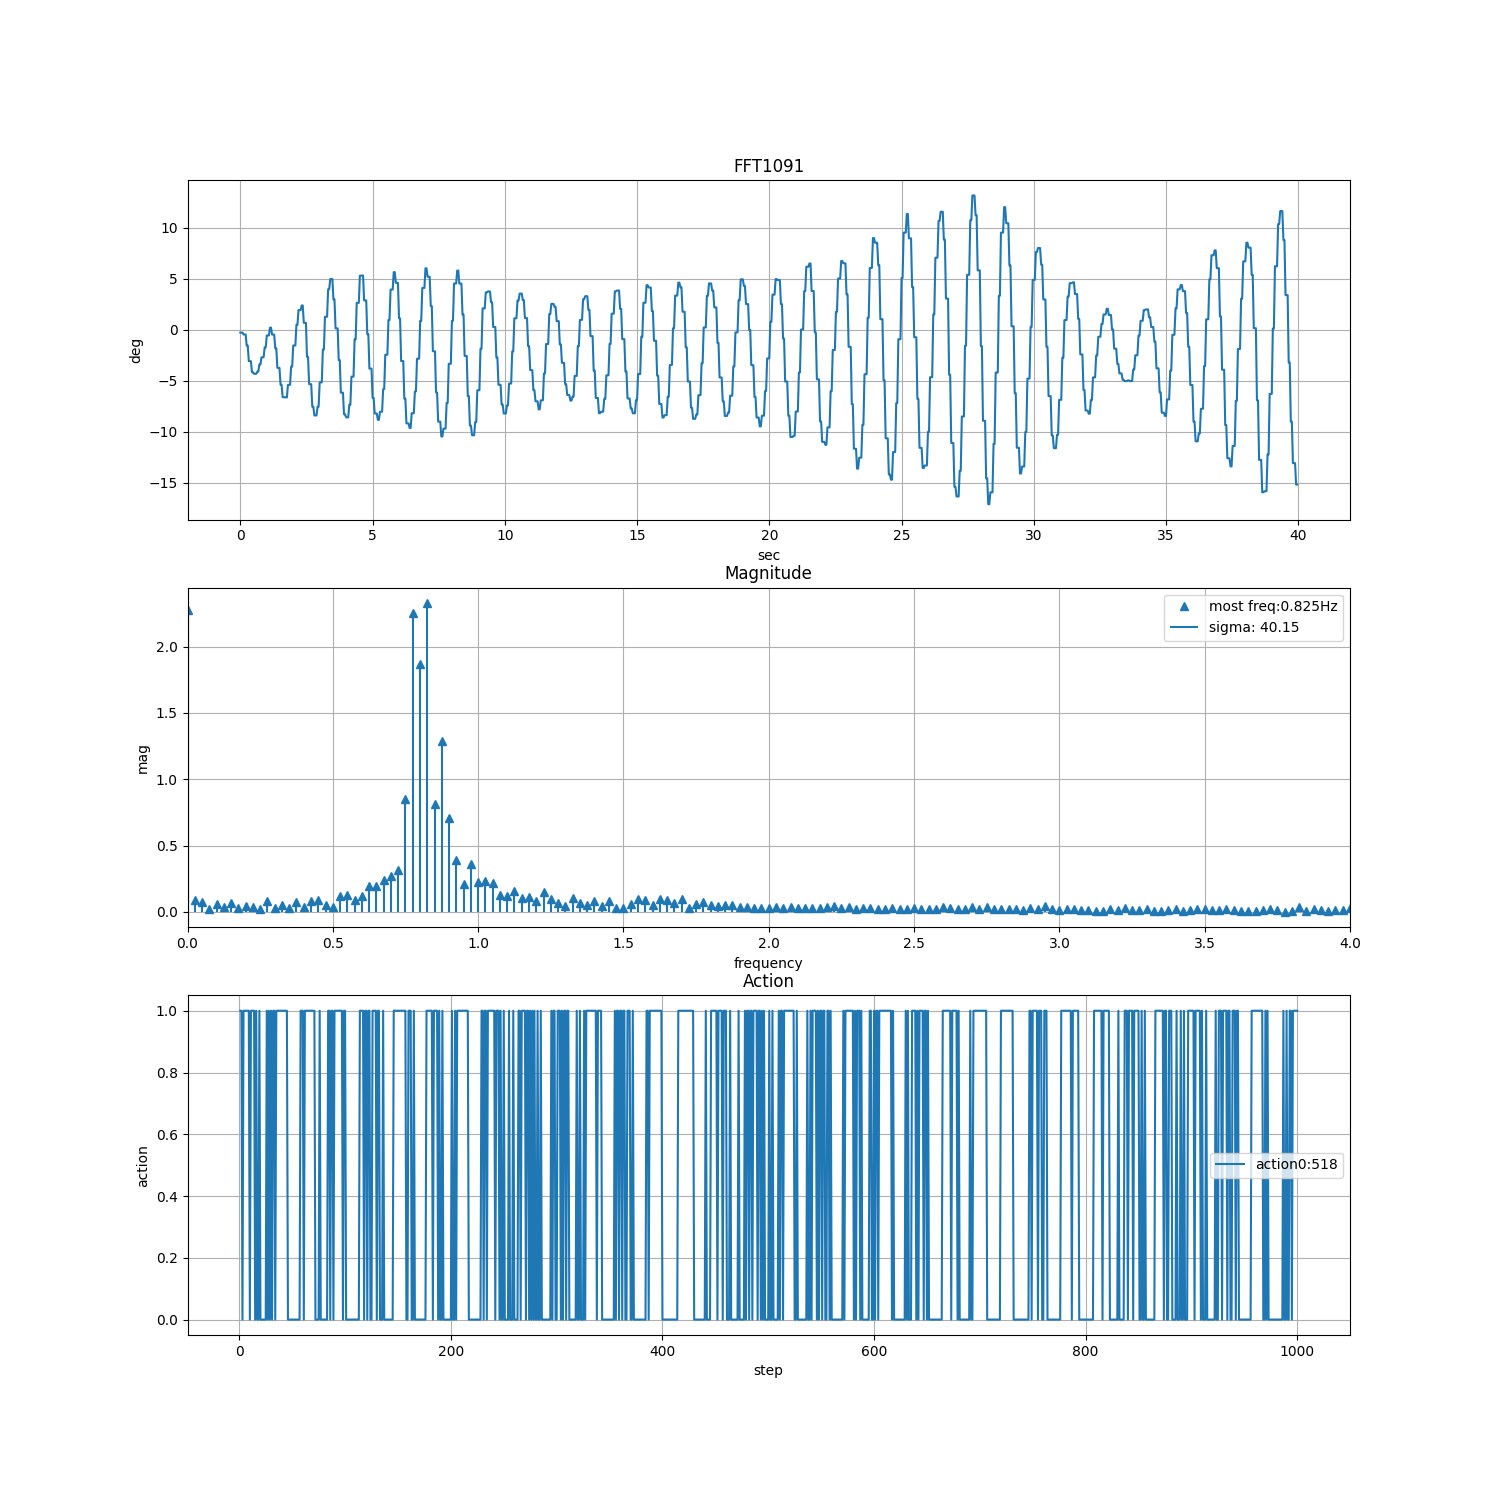 FFT1091
deg
10
5
0
−5
−10
−15
0 5 10 15 20 25 30 35 40
sec
Magnitude
most freq:0.825Hz
sigma: 40.15
mag
2.0
1.5
1.0
0.5
0.0
0.0 0.5 1.0 1.5 2.0 2.5 3.0 3.5 4.0
frequency
Action
action
1.0
0.8
0.6
0.4
0.2
0.0
action0:518
0 200 400 600 800 1000
step